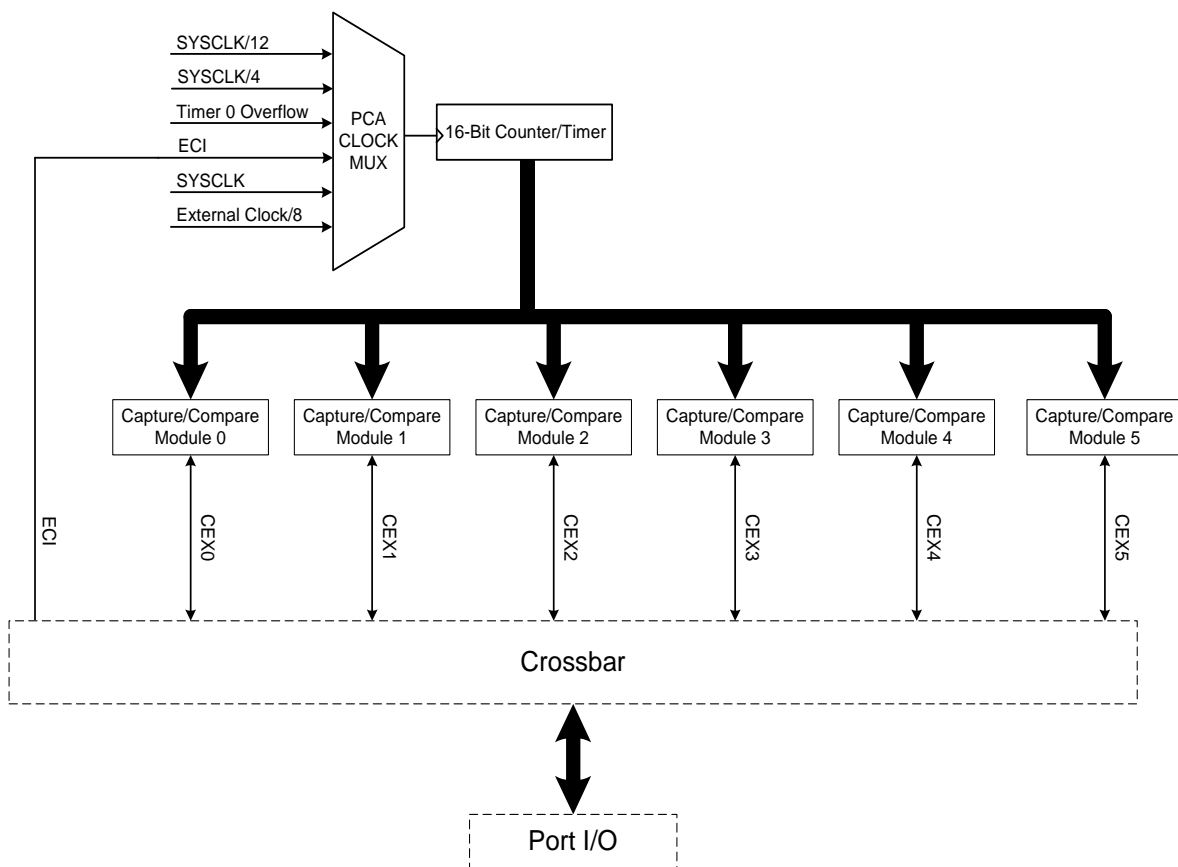 SYSCLK/12
SYSCLK/4
Timer 0 Overflow
ECI
SYSCLK
External Clock/8
PCA
CLOCK
MUX
16-Bit Counter/Timer
Capture/Compare
Module 0
Capture/Compare
Module 1
Capture/Compare
Module 2
Capture/Compare
Module 3
Capture/Compare
Module 4
Capture/Compare
Module 5
ECI
CEX0
CEX1
CEX2
CEX3
CEX4
CEX5
Crossbar
Port I/O